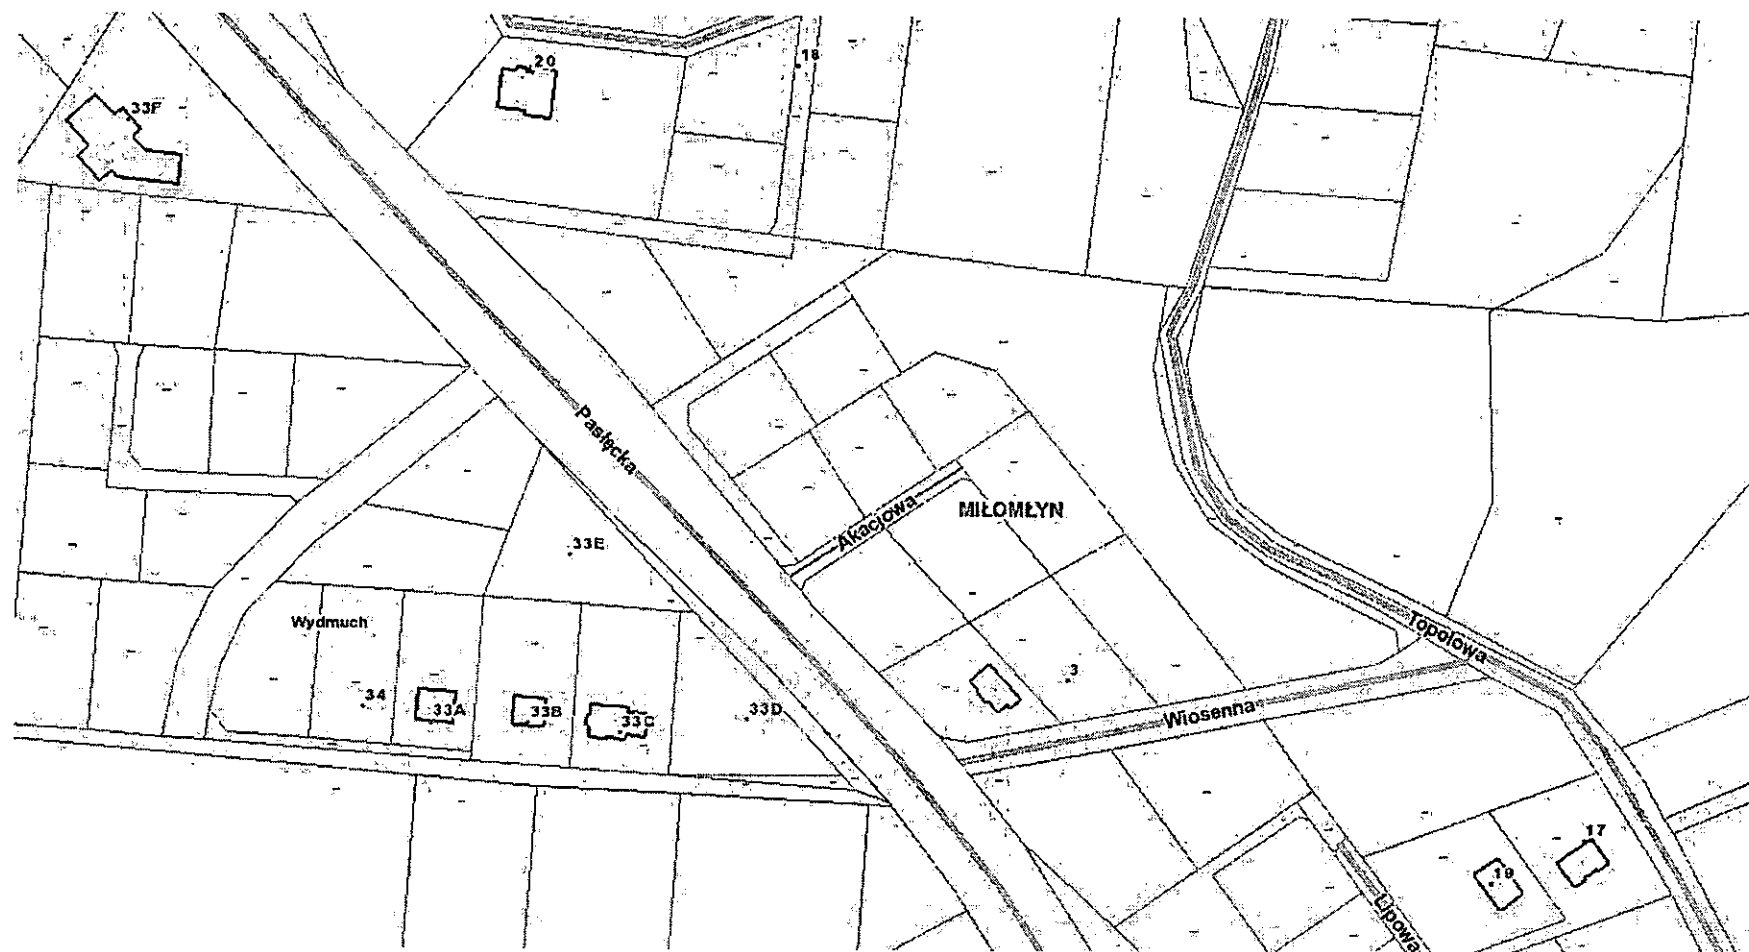 18
20
33F
Pasłęcka
Akacjowa
MIŁOMŁYN
33E
Wydmuch
Topolowa
3
34
33A
33B
33C
33D
Wiosenna
17
19
Lipowa